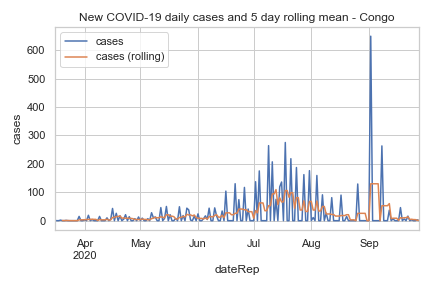 New COVID-19 daily cases and 5 day rolling mean - Congo
cases
cases (rolling)
cases
600
500
400
300
200
100
0
Apr
2020
May
Jun
Jul
Aug
Sep
dateRep